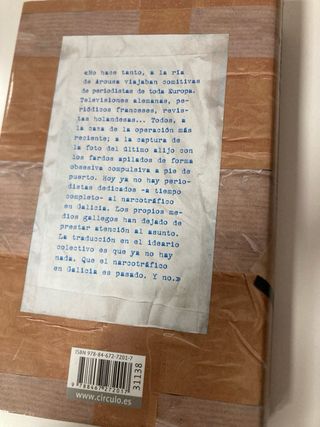 «No hace tanto, a la ría
de Arousa viajaban comitivas
de periodistas de toda Europa.
Televisiones alemanas, pe-
riódicos franceses, revis-
tas holandesas... Todos, a
la caza de la operación más
reciente; a la captura de
la foto del último alijo con
los fardos apilados de forma
obsesiva compulsiva a pie de
puerto. Hoy ya no hay perio-
distas dedicados -a tiempo
completo- al narcotráfico
en Galicia. Los propios me-
dios gallegos han dejado de
prestar atención al asunto.
La traducción en el ideario
colectivo es que ya no hay
nada. Que el narcotráfico
en Galicia es pasado. Y no.»
ISBN 978-84-672-7201-7
31138
9 788467 272017
www.circulo.es